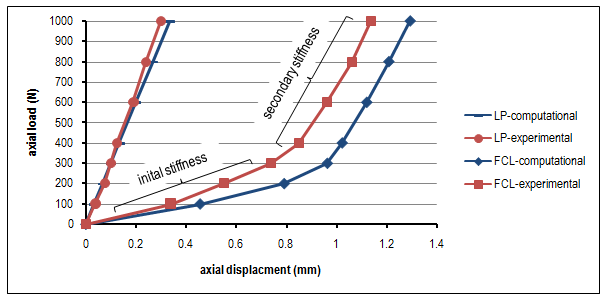 1000
900
800
700
600
500
400
300
200
100
0
axial load (N)
0
0.2
0.4
0.6
0.8
1
1.2
1.4
axial displacment (mm)
inital stiffness
secondary stiffness
LP-computational
LP-experimental
FCL-computational
FCL-experimental